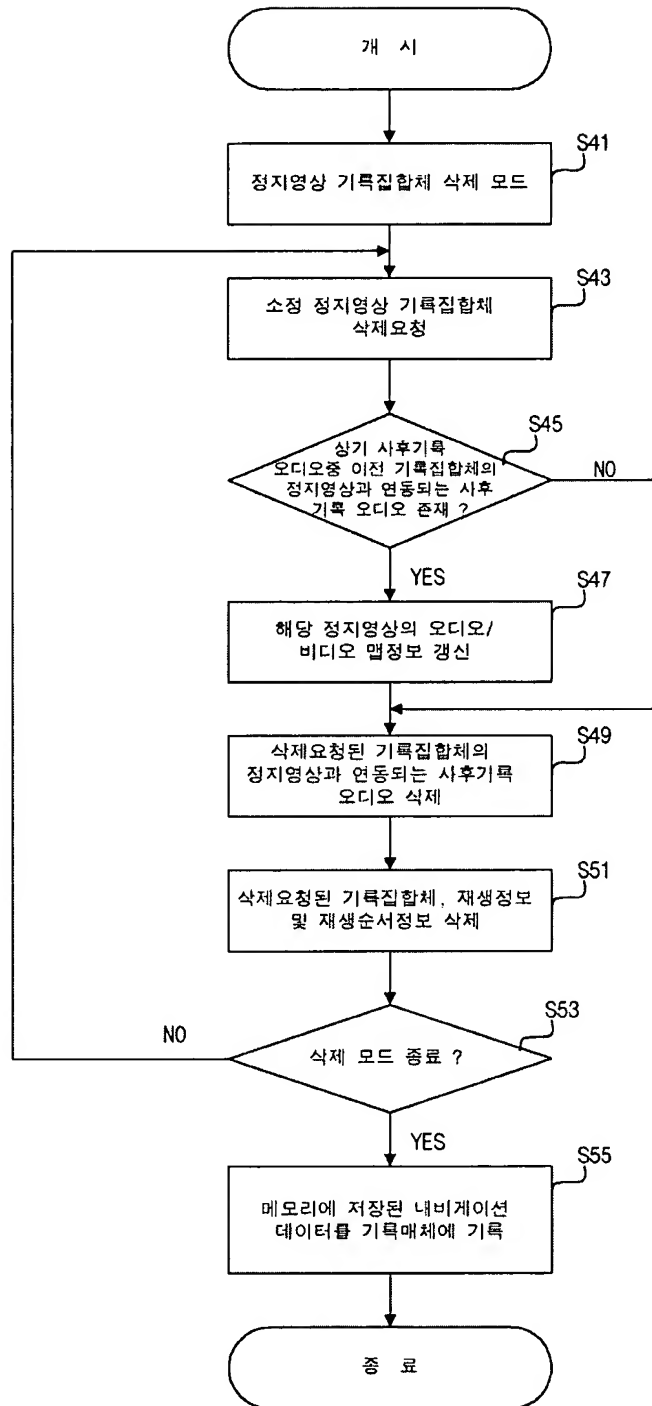 개 시
S41
정지영상 기록집합체 삭제 모드
S43
소정 정지영상 기록집합체
삭제요청
S45
상기 사후기록
오디오중 이전 기록집합체의
정지영상과 연동되는 사후
기록 오디오 존재 ?
NO
YES
S47
해당 정지영상의 오디오/
비디오 맵정보 갱신
S49
삭제요청된 기록집합체의
정지영상과 연동되는 사후기록
오디오 삭제
S51
삭제요청된 기록집합체, 재생정보
및 재생순서정보 삭제
S53
NO
삭제 모드 종료 ?
YES
S55
메모리에 저장된 내비게이션
데이터를 기록매체에 기록
종 료